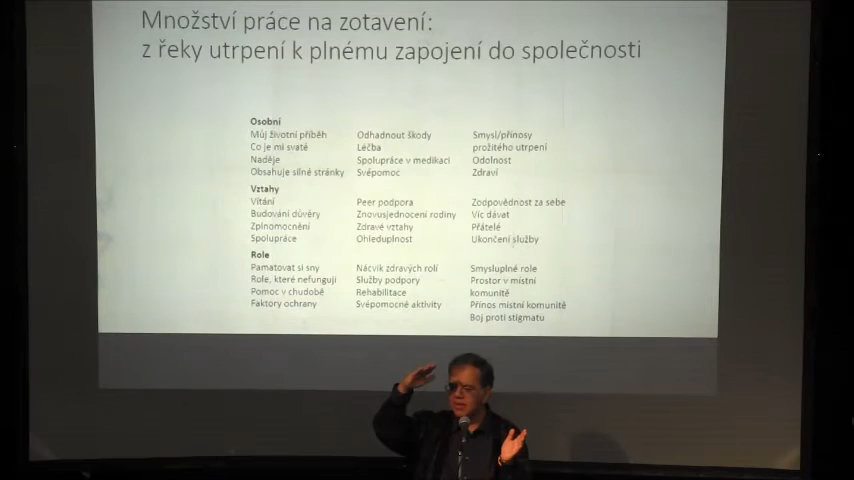 Množství práce na zotavení:
z řeky utrpení k plnému zapojení do společnosti
Osobní
Můj životní příběh
Co je mi svaté
Naděje
Obsahuje silné stránky
Odhadnout škody
Léčba
Spolupráce v medikaci
Svépomoc
Smysl/přínosy
prožitého utrpení
Odolnost
Zdraví
Vztahy
Vítání
Budování důvěry
Zplnomocnění
Spolupráce
Peer podpora
Znovusjednocení rodiny
Zdravé vztahy
Ohleduplnost
Zodpovědnost za sebe
Víc dávat
Přátelé
Ukončení služby
Role
Pamatovat si sny
Role, které nefungují
Pomoc v chudobě
Faktory ochrany
Nácvik zdravých rolí
Služby podpory
Rehabilitace
Svépomocné aktivity
Smysluplné role
Prostor v místní
komunitě
Přínos místní komunitě
Boj proti stigmatu